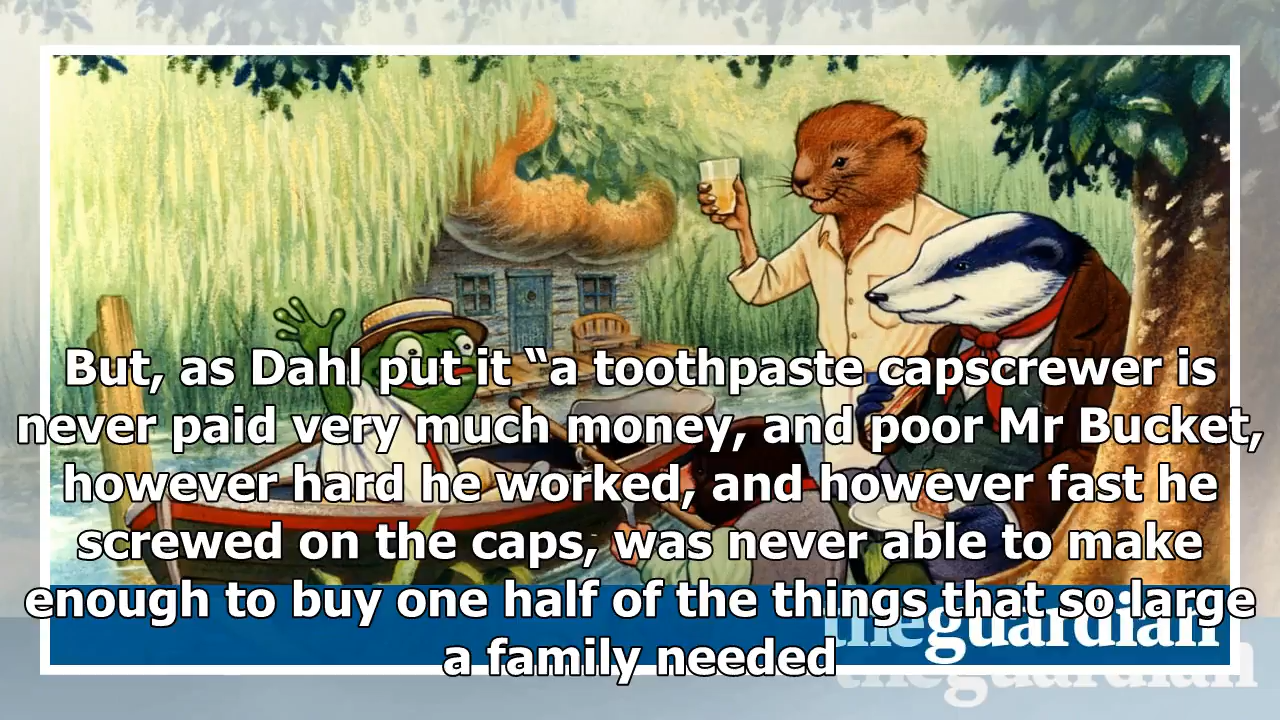 But, as Dahl put it “a toothpaste capscrewer is
never paid very much money, and poor Mr Bucket,
however hard he worked, and however fast he
screwed on the caps, was never able to make
enough to buy one half of the things that so large
a family needed
theguardian
theguardian